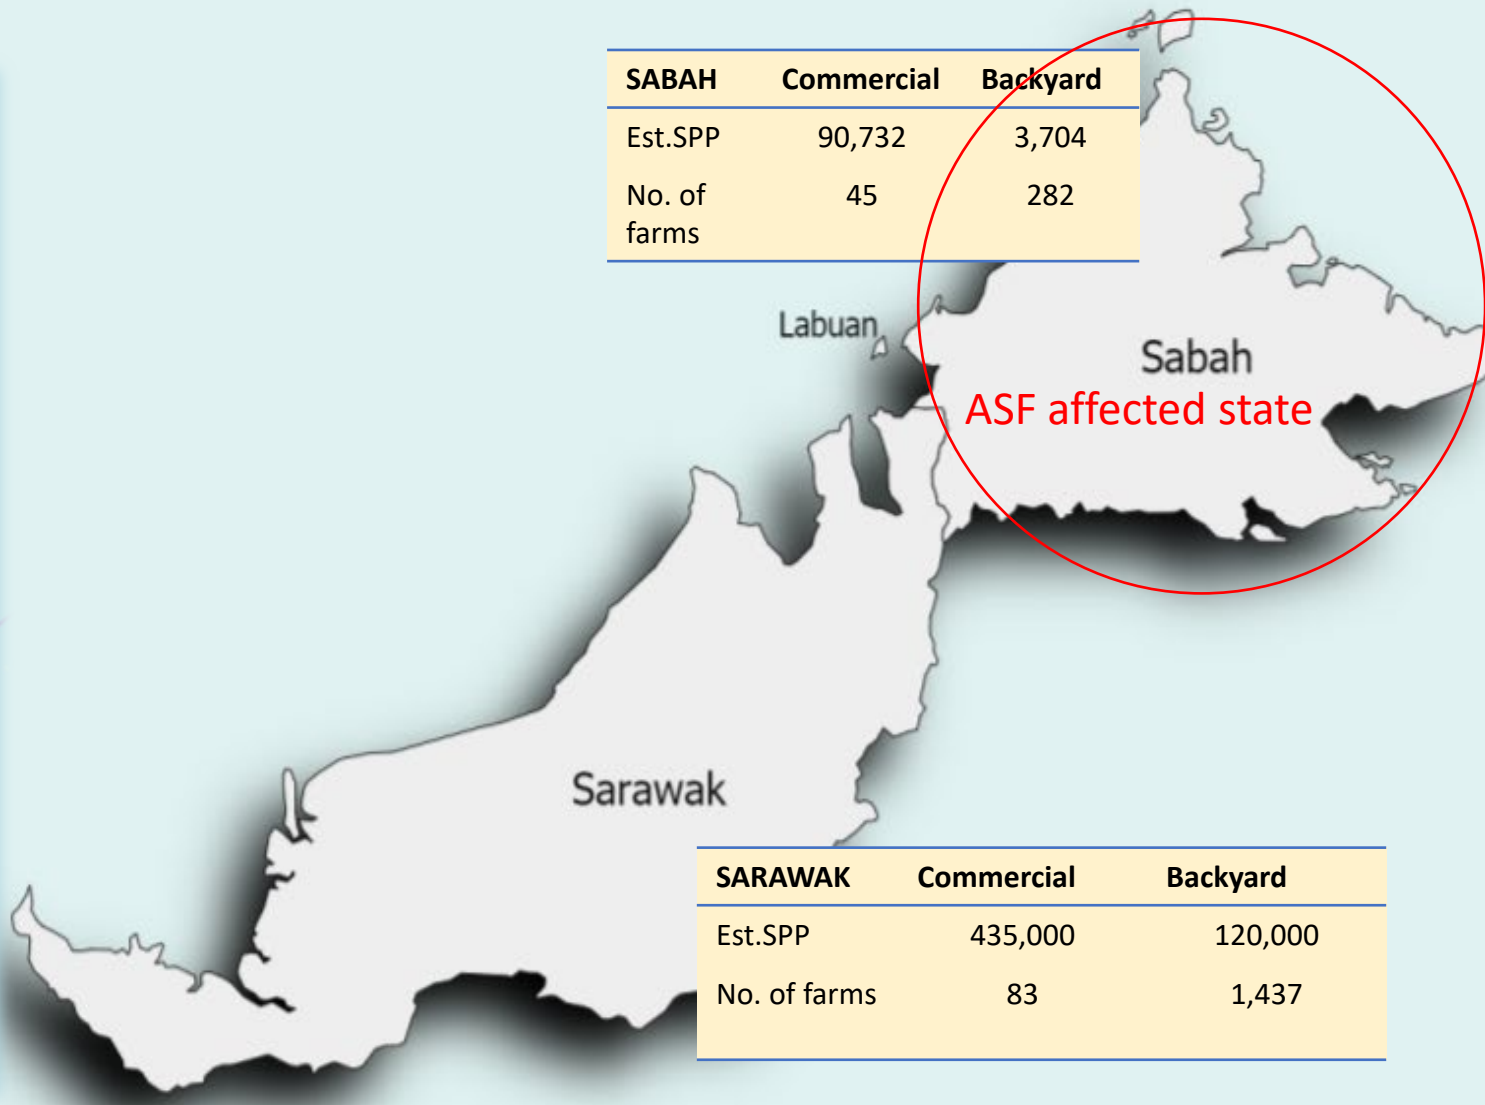 SABAH Commercial Backyard
Est.SPP 90,732 3,704
No. of 45 282
farms
Labuan
Sabah
ASF affected state
Sarawak
SARAWAK Commercial Backyard
Est.SPP 435,000 120,000
No. of farms 83 1,437